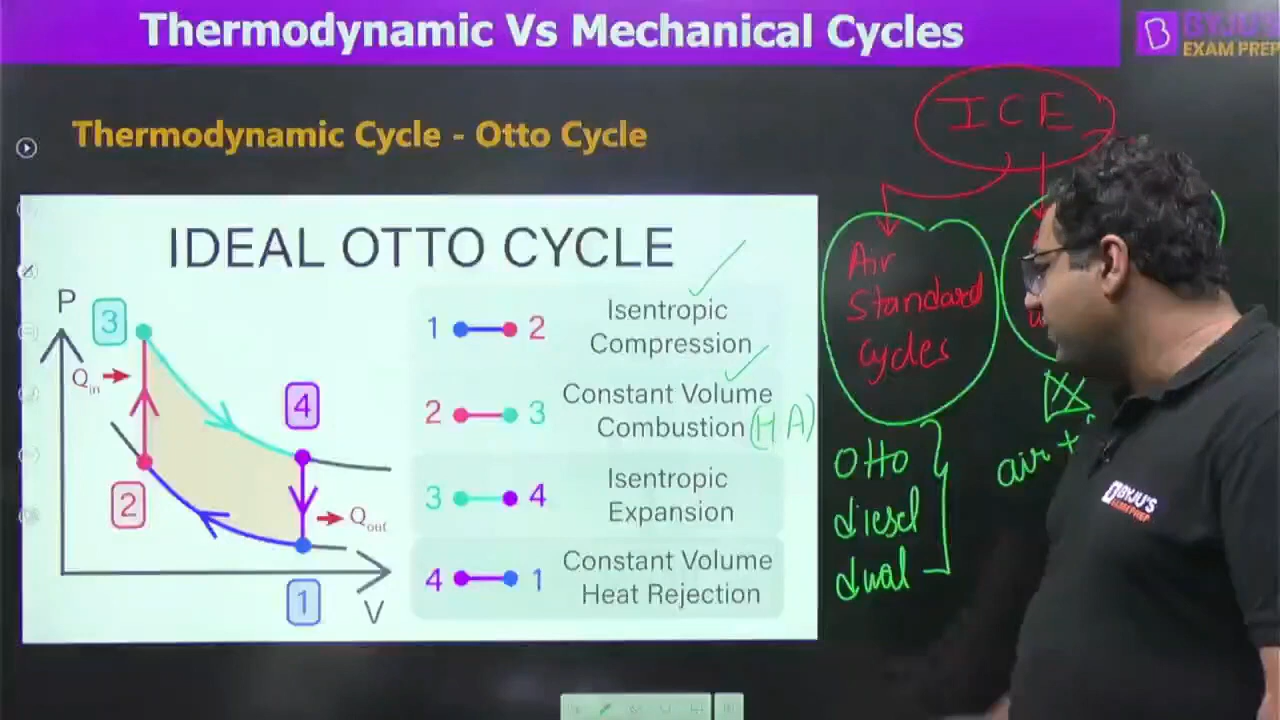 Thermodynamic Vs Mechanical Cycles
BYJU'S
EXAM PREP
Thermodynamic Cycle - Otto Cycle
ICE
Air
Standard
cycles
Otto
diesel
dual
air +
IDEAL OTTO CYCLE
P
3
Qin
4
2
Qout
1
V
1 2 Isentropic
Compression
2 3 Constant Volume
Combustion (HA)
3 4 Isentropic
Expansion
4 1 Constant Volume
Heat Rejection
BYJU'S
EXAM PREP